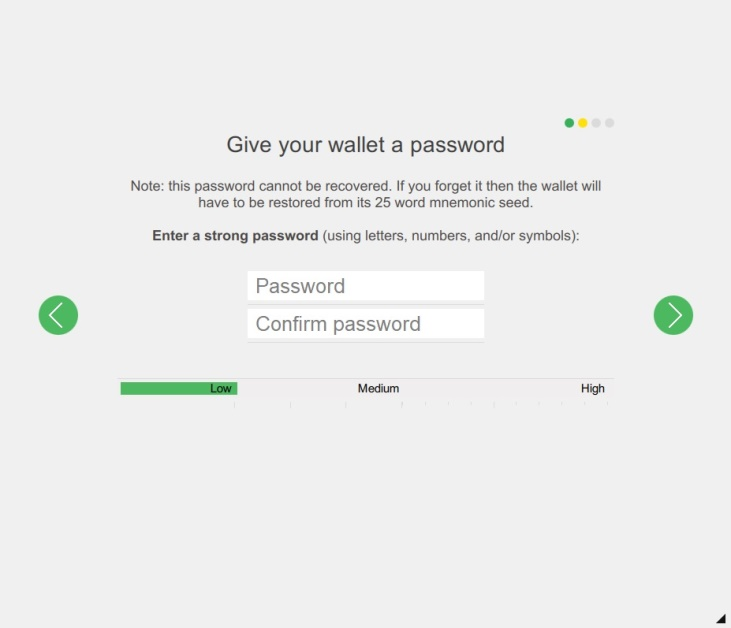 Give your wallet a password
Note: this password cannot be recovered. If you forget it then the wallet will
have to be restored from its 25 word mnemonic seed.
Enter a strong password (using letters, numbers, and/or symbols):
Password
Confirm password
Low Medium High